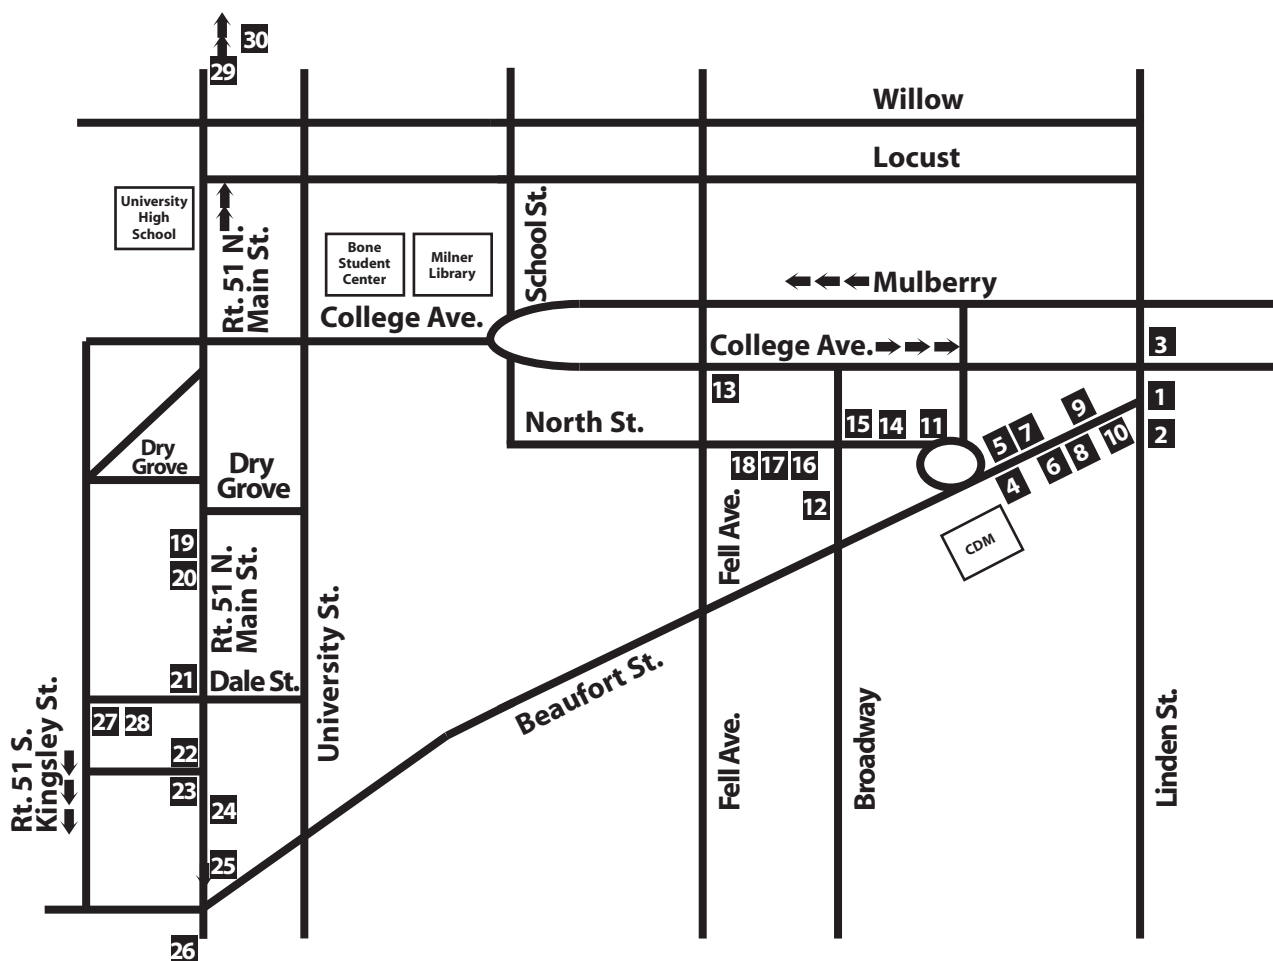 30
29
Willow
Locust
University
High
School
Rt. 51 N.
Main St.
Bone
Student
Center
Milner
Library
School St.
Mulberry
College Ave.
College Ave.
3
13
1
9
2
North St.
15
14
11
5
7
10
Dry
Grove
Dry
Grove
18
17
16
6
8
4
12
CDM
Fell Ave.
19
20
Rt. 51 N.
Main St.
University St.
21
Dale St.
Beaufort St.
Rt. 51 S.
Kingsley St.
27
28
22
23
24
25
26
Fell Ave.
Broadway
Linden St.